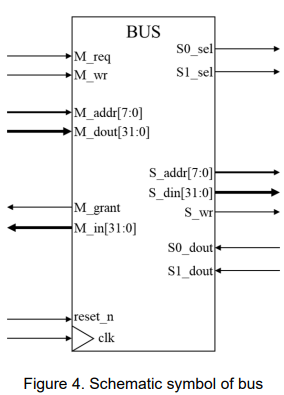 BUS
M_req
M_wr
M_addr[7:0]
M_dout[31:0]
M_grant
M_in[31:0]
reset_n
clk
S0_sel
S1_sel
S_addr[7:0]
S_din[31:0]
S_wr
S0_dout
S1_dout
Figure 4. Schematic symbol of bus